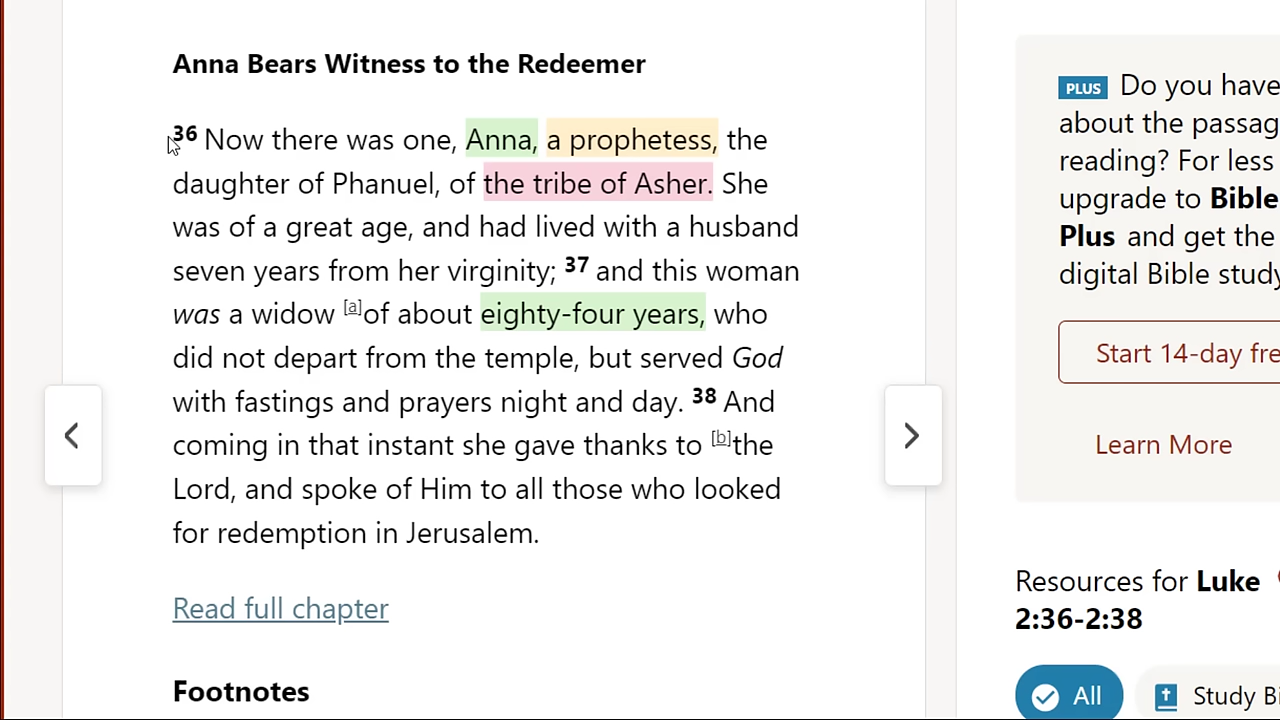 Anna Bears Witness to the Redeemer
36 Now there was one, Anna, a prophetess, the
daughter of Phanuel, of the tribe of Asher. She
was of a great age, and had lived with a husband
seven years from her virginity; 37 and this woman
was a widow [a]of about eighty-four years, who
did not depart from the temple, but served God
with fastings and prayers night and day. 38 And
coming in that instant she gave thanks to [b]the
Lord, and spoke of Him to all those who looked
for redemption in Jerusalem.
Read full chapter
Footnotes
PLUS Do you have
about the passag
reading? For less
upgrade to Bible
Plus and get the
digital Bible study
Start 14-day fre
Learn More
Resources for Luke
2:36-2:38
All
Study Bi